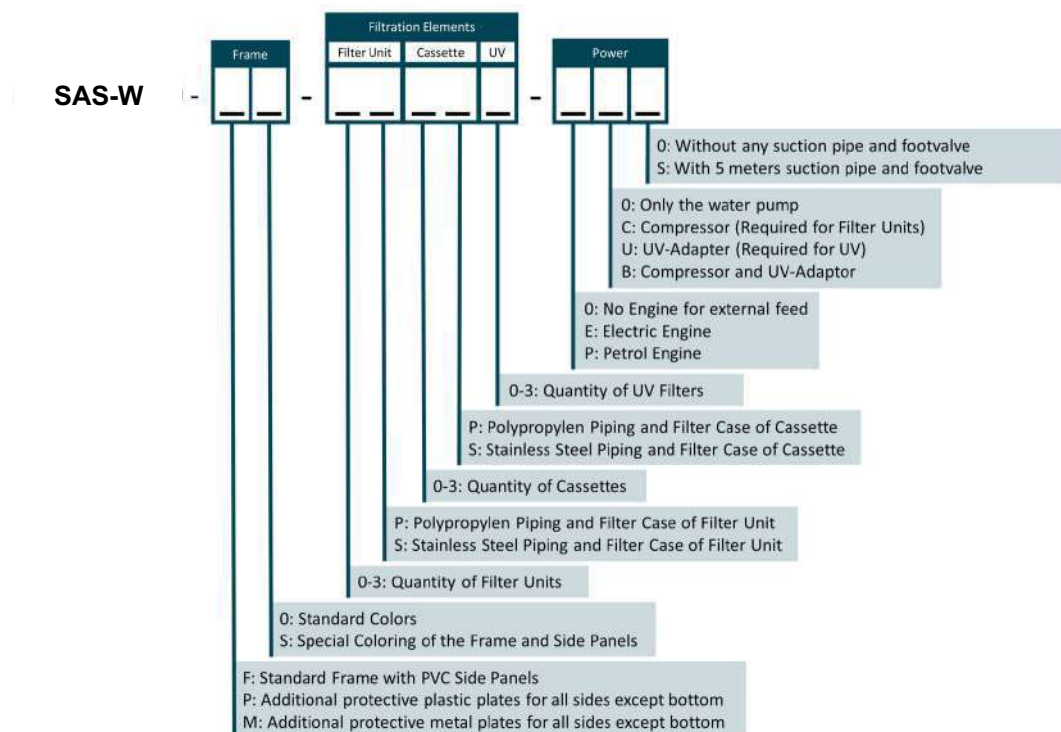 Filtration Elements
Frame
Filter Unit Cassette UV
Power
SAS-W - - -
0: Without any suction pipe and footvalve
S: With 5 meters suction pipe and footvalve
0: Only the water pump
C: Compressor (Required for Filter Units)
U: UV-Adapter (Required for UV)
B: Compressor and UV-Adaptor
0: No Engine for external feed
E: Electric Engine
P: Petrol Engine
0-3: Quantity of UV Filters
P: Polypropylen Piping and Filter Case of Cassette
S: Stainless Steel Piping and Filter Case of Cassette
0-3: Quantity of Cassettes
P: Polypropylen Piping and Filter Case of Filter Unit
S: Stainless Steel Piping and Filter Case of Filter Unit
0-3: Quantity of Filter Units
0: Standard Colors
S: Special Coloring of the Frame and Side Panels
F: Standard Frame with PVC Side Panels
P: Additional protective plastic plates for all sides except bottom
M: Additional protective metal plates for all sides except bottom